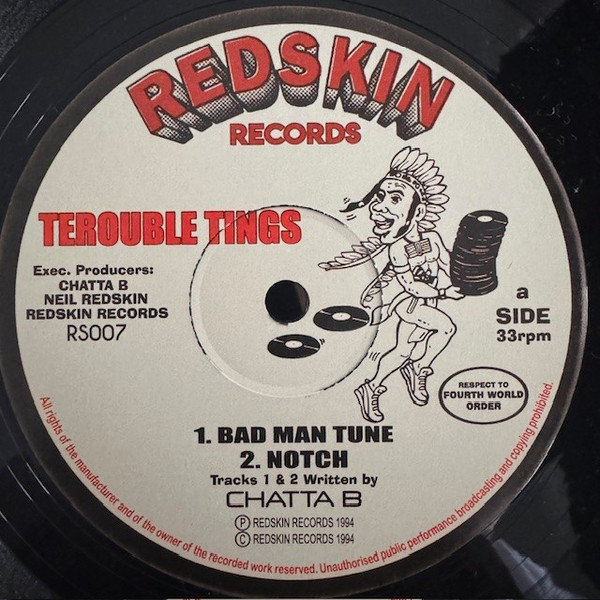 REDSKIN
RECORDS
TEROUBLE TINGS
Exec. Producers:
CHATTA B
NEIL REDSKIN
REDSKIN RECORDS
RS007
a
SIDE
33rpm
RESPECT TO
FOURTH WORLD
ORDER
1. BAD MAN TUNE
2. NOTCH
Tracks 1 & 2 Written by
CHATTA B
Ⓟ REDSKIN RECORDS 1994
Ⓒ REDSKIN RECORDS 1994
All rights of the manufacturer and of the owner of the recorded work reserved. Unauthorised public performance broadcasting and copying prohibited.